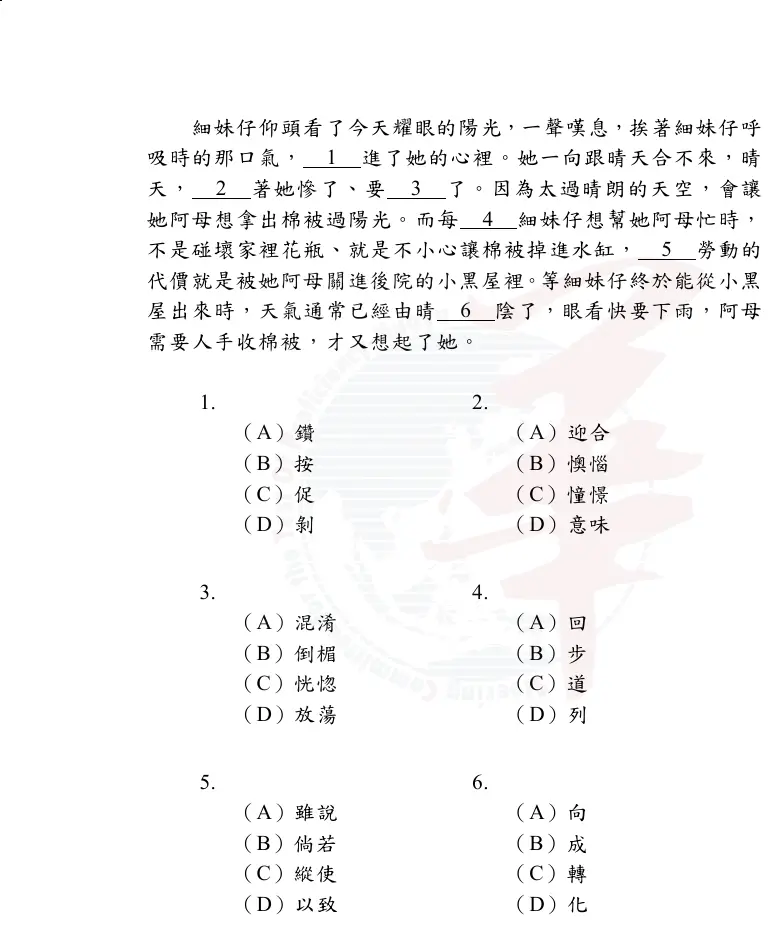 細妹仔仰頭看了今天耀眼的陽光，一聲嘆息，挨著細妹仔呼
吸時的那口氣，　1　進了她的心裡。她一向跟晴天合不來，晴
天，　2　著她慘了、要　3　了。因為太過晴朗的天空，會讓
她阿母想拿出棉被過陽光。而每　4　細妹仔想幫她阿母忙時，
不是碰壞家裡花瓶、就是不小心讓棉被掉進水缸，　5　勞動的
代價就是被她阿母關進後院的小黑屋裡。等細妹仔終於能從小黑
屋出來時，天氣通常已經由晴　6　陰了，眼看快要下雨，阿母
需要人手收棉被，才又想起了她。
1.
（A）鑽
（B）按
（C）促
（D）剝
2.
（A）迎合
（B）懊惱
（C）憧憬
（D）意味
3.
（A）混淆
（B）倒楣
（C）恍惚
（D）放蕩
4.
（A）回
（B）步
（C）道
（D）列
5.
（A）雖說
（B）倘若
（C）縱使
（D）以致
6.
（A）向
（B）成
（C）轉
（D）化